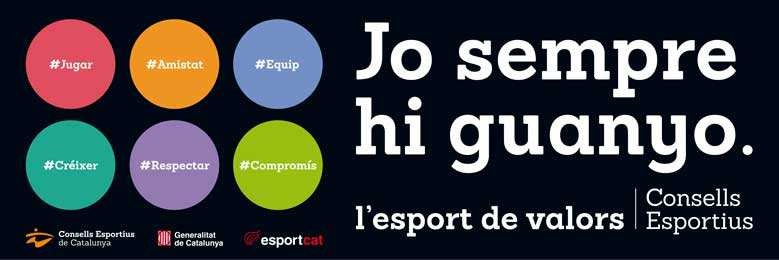 #Jugar
#Amistat
#Equip
#Créixer
#Respectar
#Compromís
Consells Esportius
de Catalunya
Generalitat
de Catalunya
esportcat
Jo sempre
hi guanyo.
l'esport de valors
Consells
Esportius